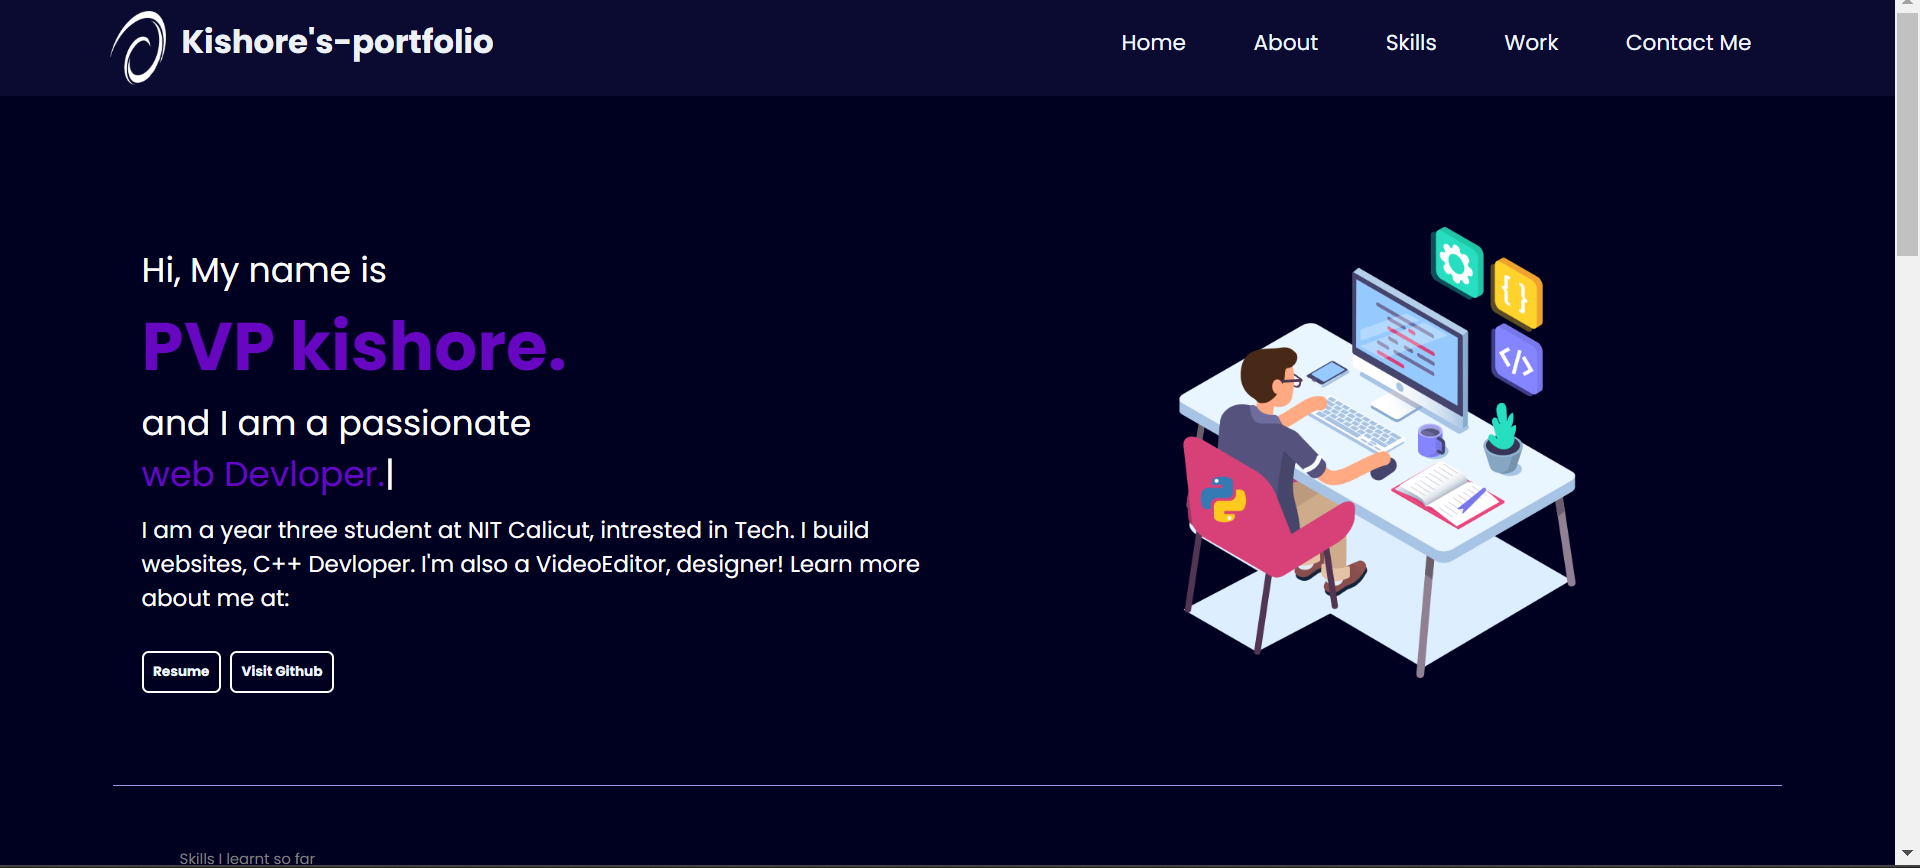 Kishore's-portfolio
Home About Skills Work Contact Me
Hi, My name is
PVP kishore.
and I am a passionate
web Devloper.
I am a year three student at NIT Calicut, intrested in Tech. I build
websites, C++ Devloper. I'm also a VideoEditor, designer! Learn more
about me at:
Resume Visit Github
Skills I learnt so far